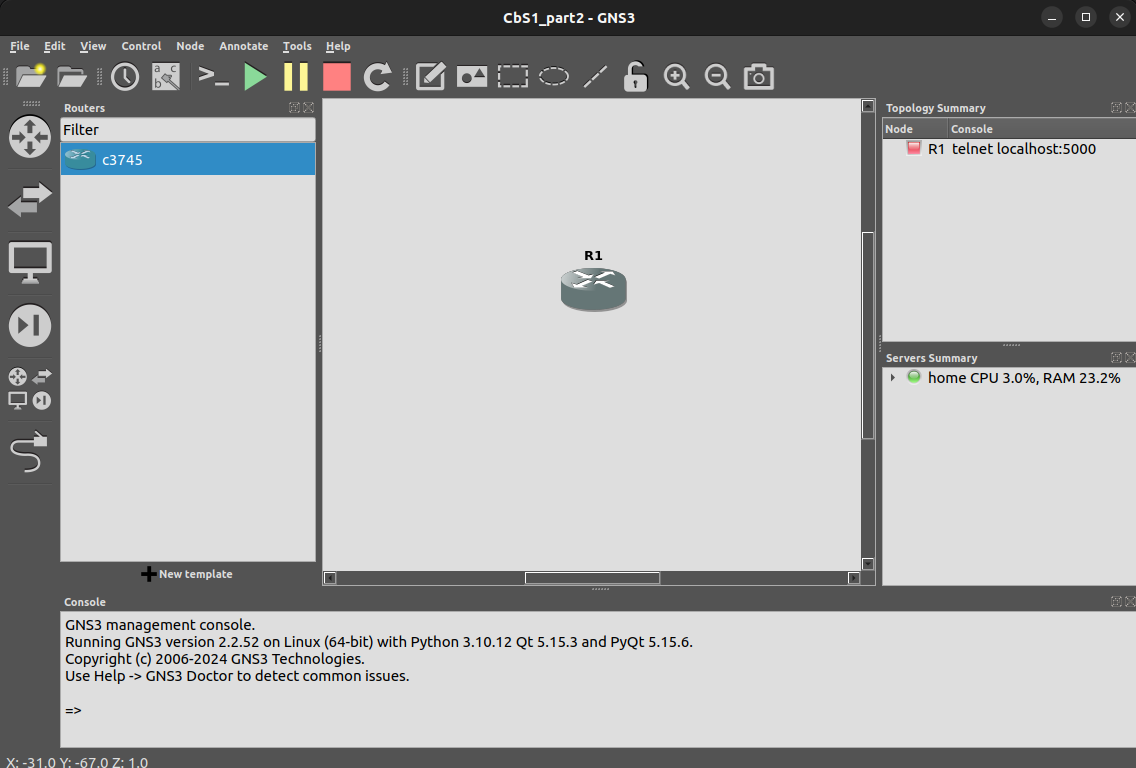 CbS1_part2 - GNS3
File Edit View Control Node Annotate Tools Help
Routers
Filter
c3745
New template
R1
Topology Summary
Node Console
R1 telnet localhost:5000
Servers Summary
home CPU 3.0%, RAM 23.2%
Console
GNS3 management console.
Running GNS3 version 2.2.52 on Linux (64-bit) with Python 3.10.12 Qt 5.15.3 and PyQt 5.15.6.
Copyright (c) 2006-2024 GNS3 Technologies.
Use Help -> GNS3 Doctor to detect common issues.
=>
X: -31.0 Y: -67.0 Z: 1.0